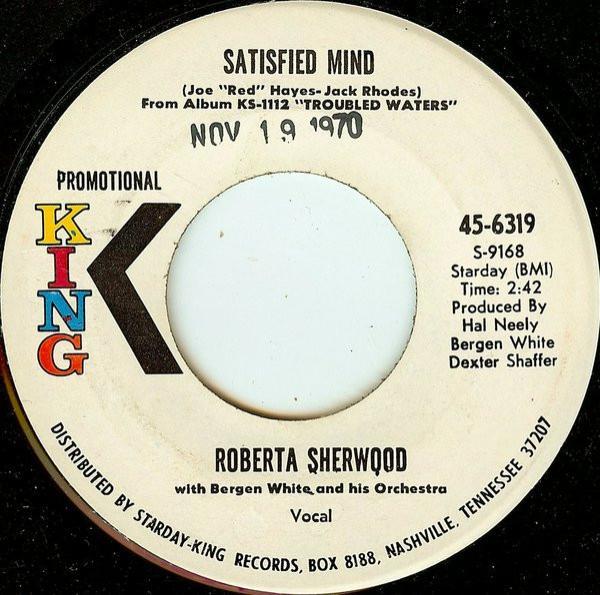 SATISFIED MIND
(Joe "Red" Hayes-Jack Rhodes)
From Album KS-1112 "TROUBLED WATERS"
NOV 19 1970
PROMOTIONAL
KING
K
45-6319
S-9168
Starday (BMI)
Time: 2:42
Produced By
Hal Neely
Bergen White
Dexter Shaffer
ROBERTA SHERWOOD
with Bergen White and his Orchestra
Vocal
DISTRIBUTED BY STARDAY-KING RECORDS, BOX 8188, NASHVILLE, TENNESSEE 37207